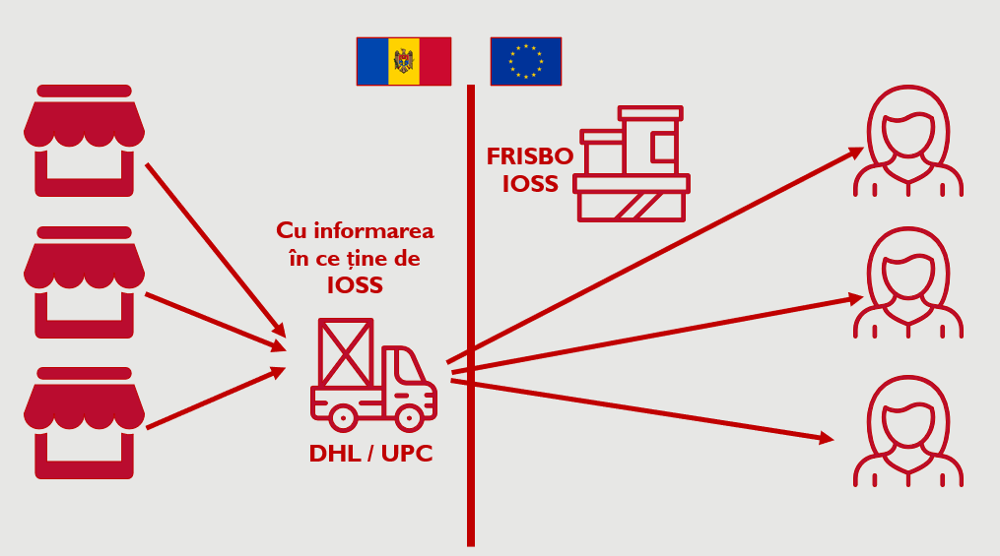 FRISBO
IOSS
Cu informarea
în ce ține de
IOSS
DHL / UPC